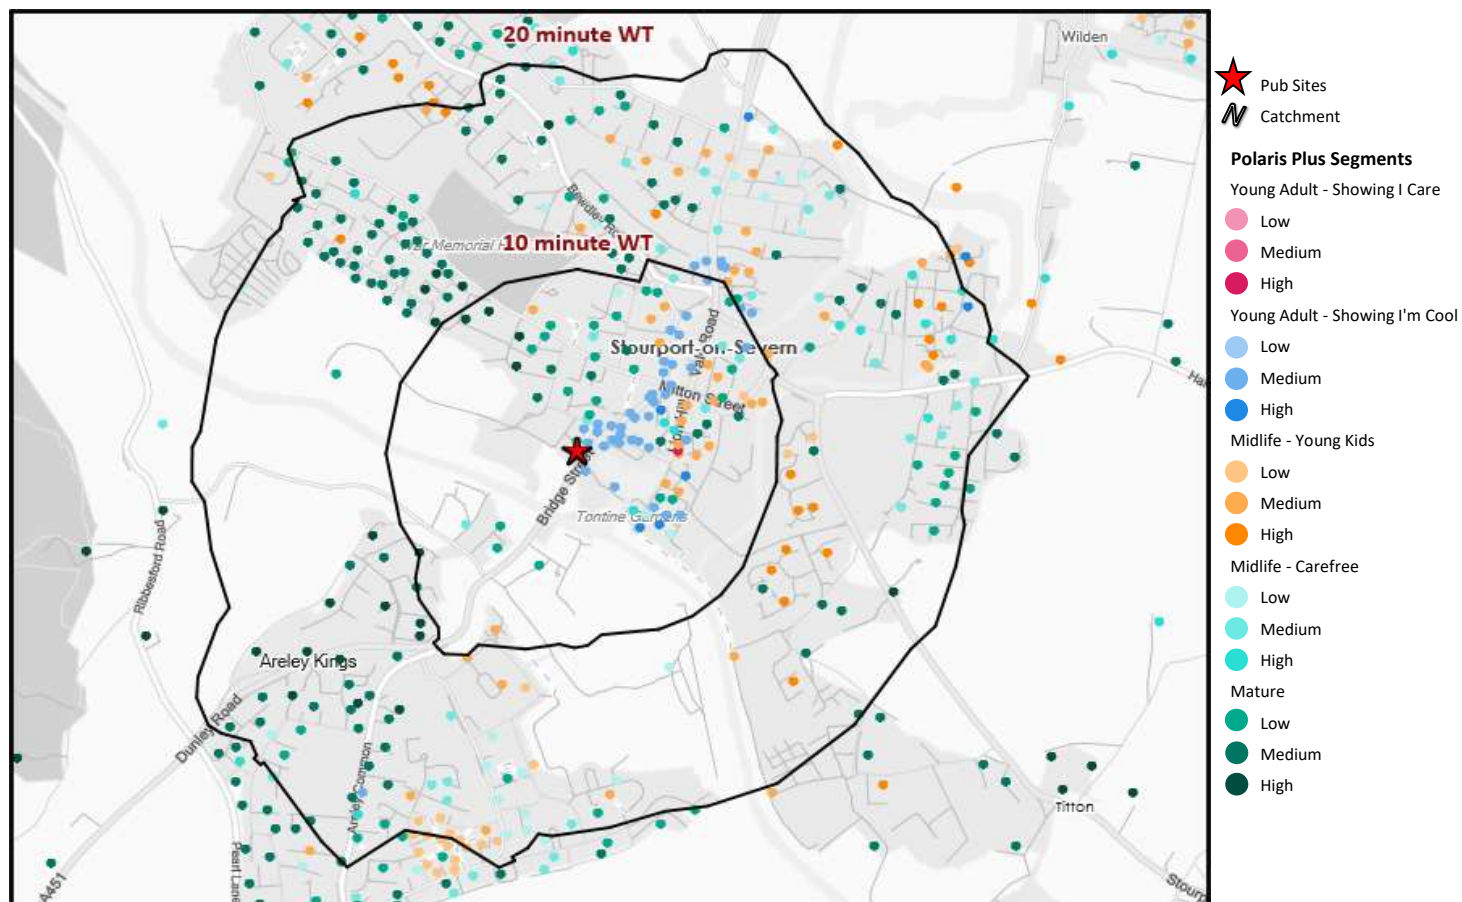 20 minute WT
Wilden
Pub Sites
Catchment
Polaris Plus Segments
Young Adult - Showing I Care
Low
Medium
High
Young Adult - Showing I'm Cool
Low
Medium
High
Midlife - Young Kids
Low
Medium
High
Midlife - Carefree
Low
Medium
High
Mature
Low
Medium
High
10 minute WT
Stourport-on-Severn
Mitton Street
Bridge Street
Tontine Gardens
Ribbesford Road
Areley Kings
Dunley Road
Areley Common
Pearl Lane
A451
Titton